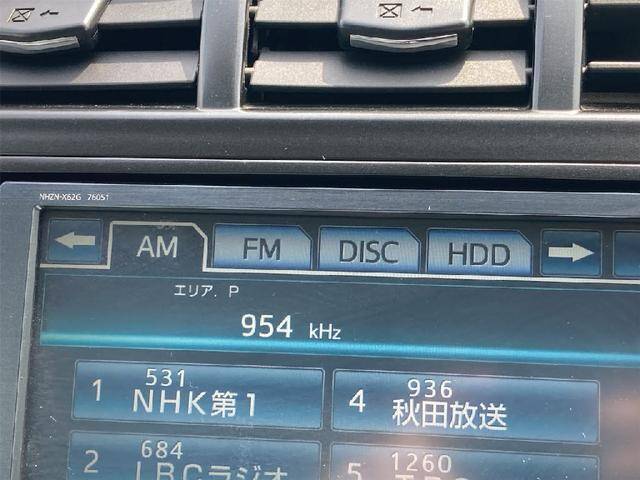 NHZN-X62G 76051
AM FM DISC HDD
エリア. P
954 kHz
1 531 NHK第1
4 936 秋田放送
2 684 IBCラジオ
5 1260